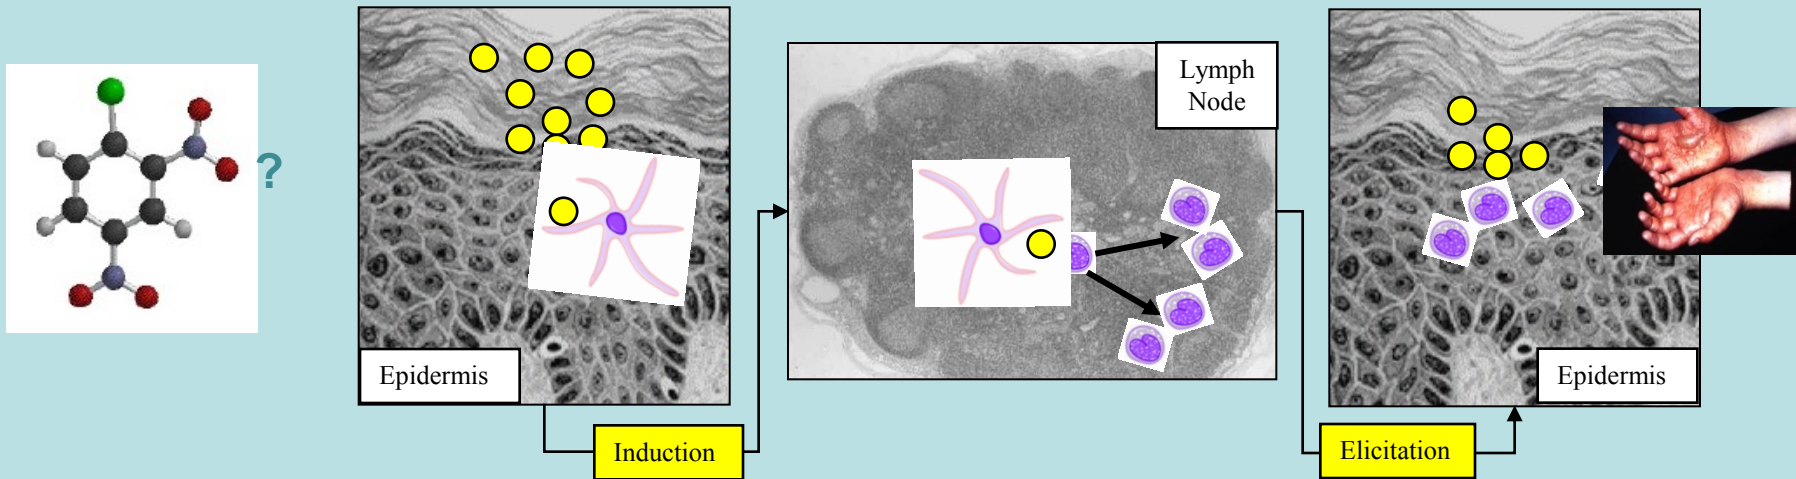 ?
Epidermis
Induction
Lymph
Node
Elicitation
Epidermis